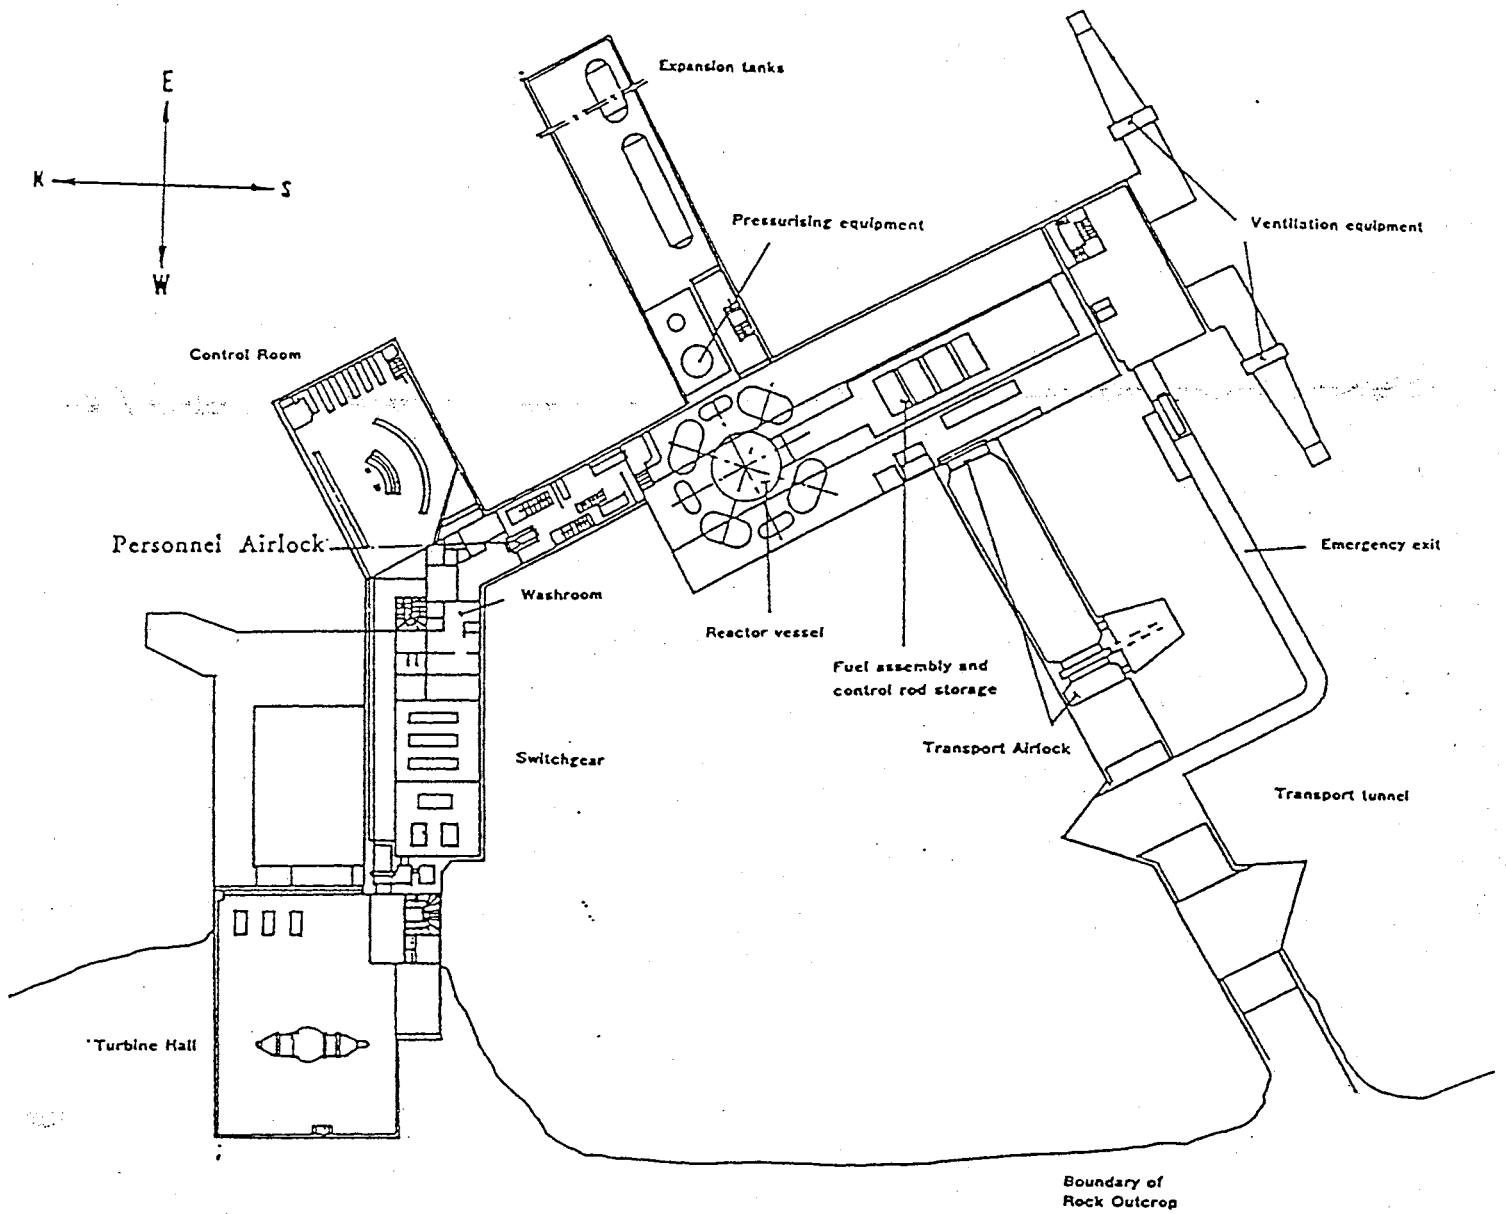 Expansion tanks
E
K
S
W
Pressurising equipment
Ventilation equipment
Control Room
Personnel Airlock
Emergency exit
Washroom
Reactor vessel
Fuel assembly and
control rod storage
Switchgear
Transport Airlock
Transport tunnel
Turbine Hall
Boundary of
Rock Outcrop